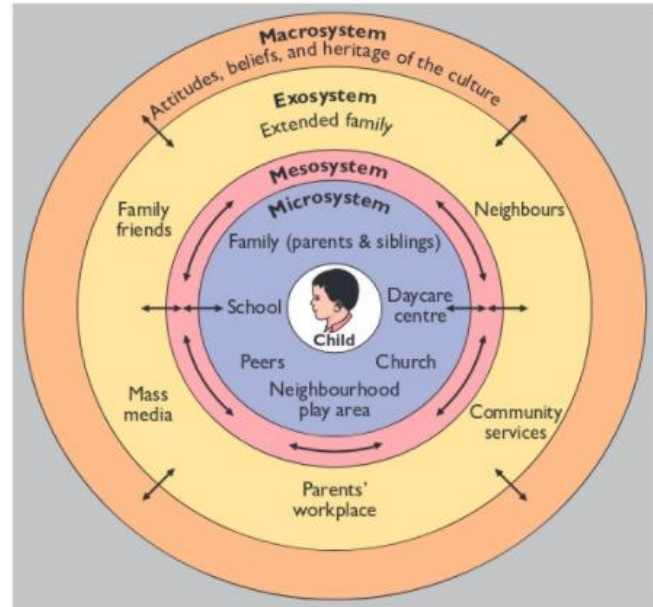 Macrosystem
Attitudes, beliefs, and heritage of the culture
Exosystem
Extended family
Mesosystem
Microsystem
Family
friends
Neighbours
Family (parents & siblings)
School
Daycare
centre
Child
Peers
Church
Neighbourhood
play area
Mass
media
Community
services
Parents'
workplace